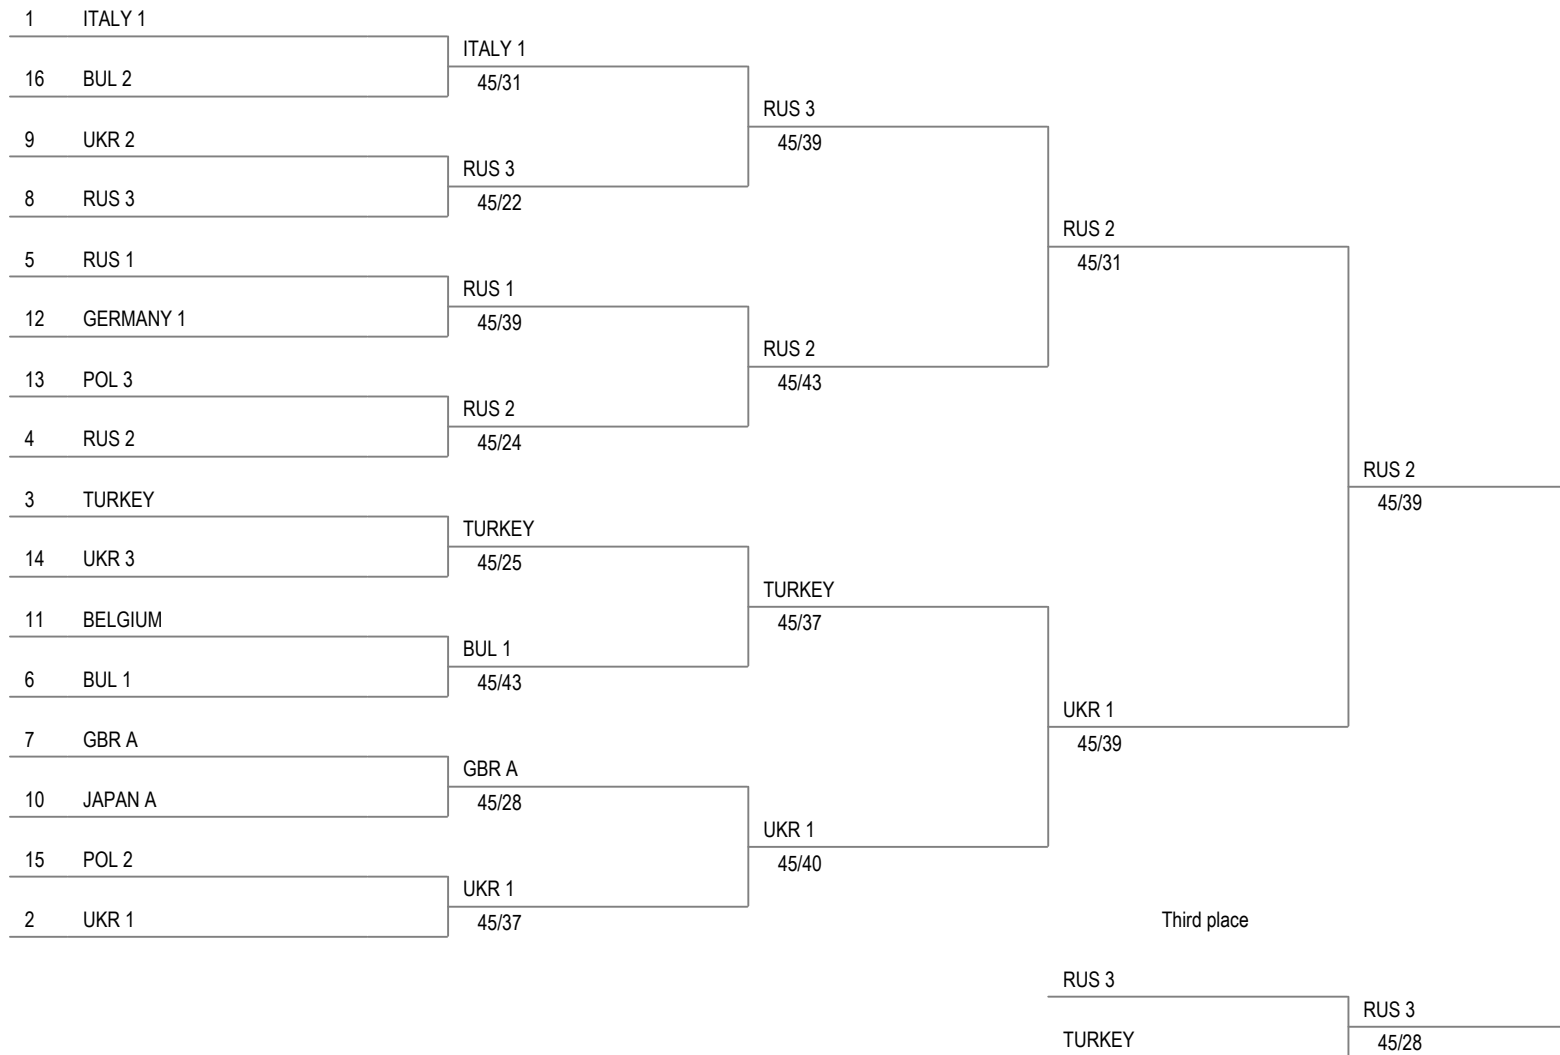 1 ITALY 1
ITALY 1
16 BUL 2
45/31
RUS 3
9 UKR 2
45/39
RUS 3
8 RUS 3
45/22
RUS 2
5 RUS 1
45/31
RUS 1
12 GERMANY 1
45/39
RUS 2
13 POL 3
45/43
RUS 2
4 RUS 2
45/24
RUS 2
3 TURKEY
45/39
TURKEY
14 UKR 3
45/25
TURKEY
11 BELGIUM
45/37
BUL 1
6 BUL 1
45/43
UKR 1
7 GBR A
45/39
GBR A
10 JAPAN A
45/28
UKR 1
15 POL 2
45/40
UKR 1
2 UKR 1
45/37
Third place
RUS 3
RUS 3
TURKEY
45/28